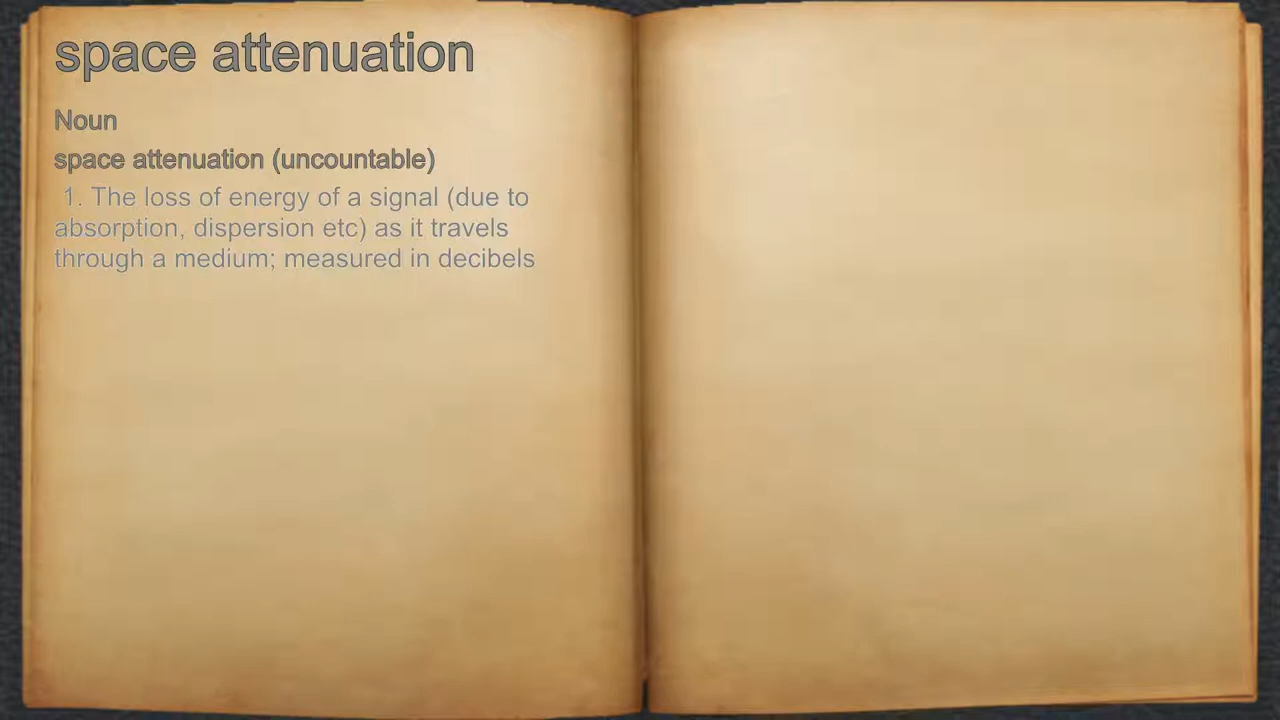 space attenuation
Noun
space attenuation (uncountable)
1. The loss of energy of a signal (due to
absorption, dispersion etc) as it travels
through a medium; measured in decibels